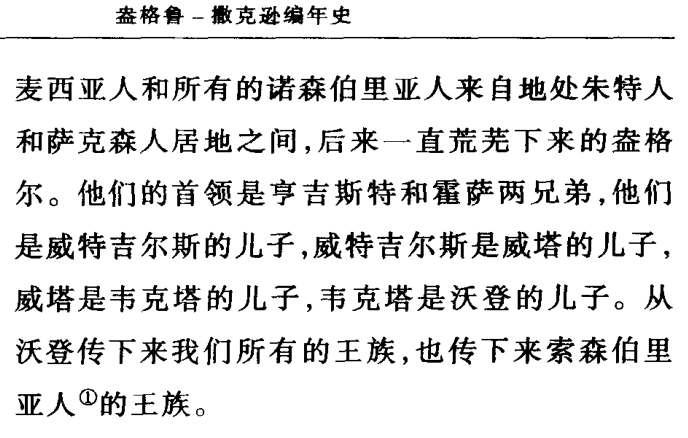 盎格鲁–撒克逊编年史
麦西亚人和所有的诺森伯里亚人来自地处朱特人
和萨克森人居地之间,后来一直荒芜下来的盎格
尔。他们的首领是亨吉斯特和霍萨两兄弟,他们
是威特吉尔斯的儿子,威特吉尔斯是威塔的儿子,
威塔是韦克塔的儿子,韦克塔是沃登的儿子。从
沃登传下来我们所有的王族,也传下来索森伯里
亚人①的王族。